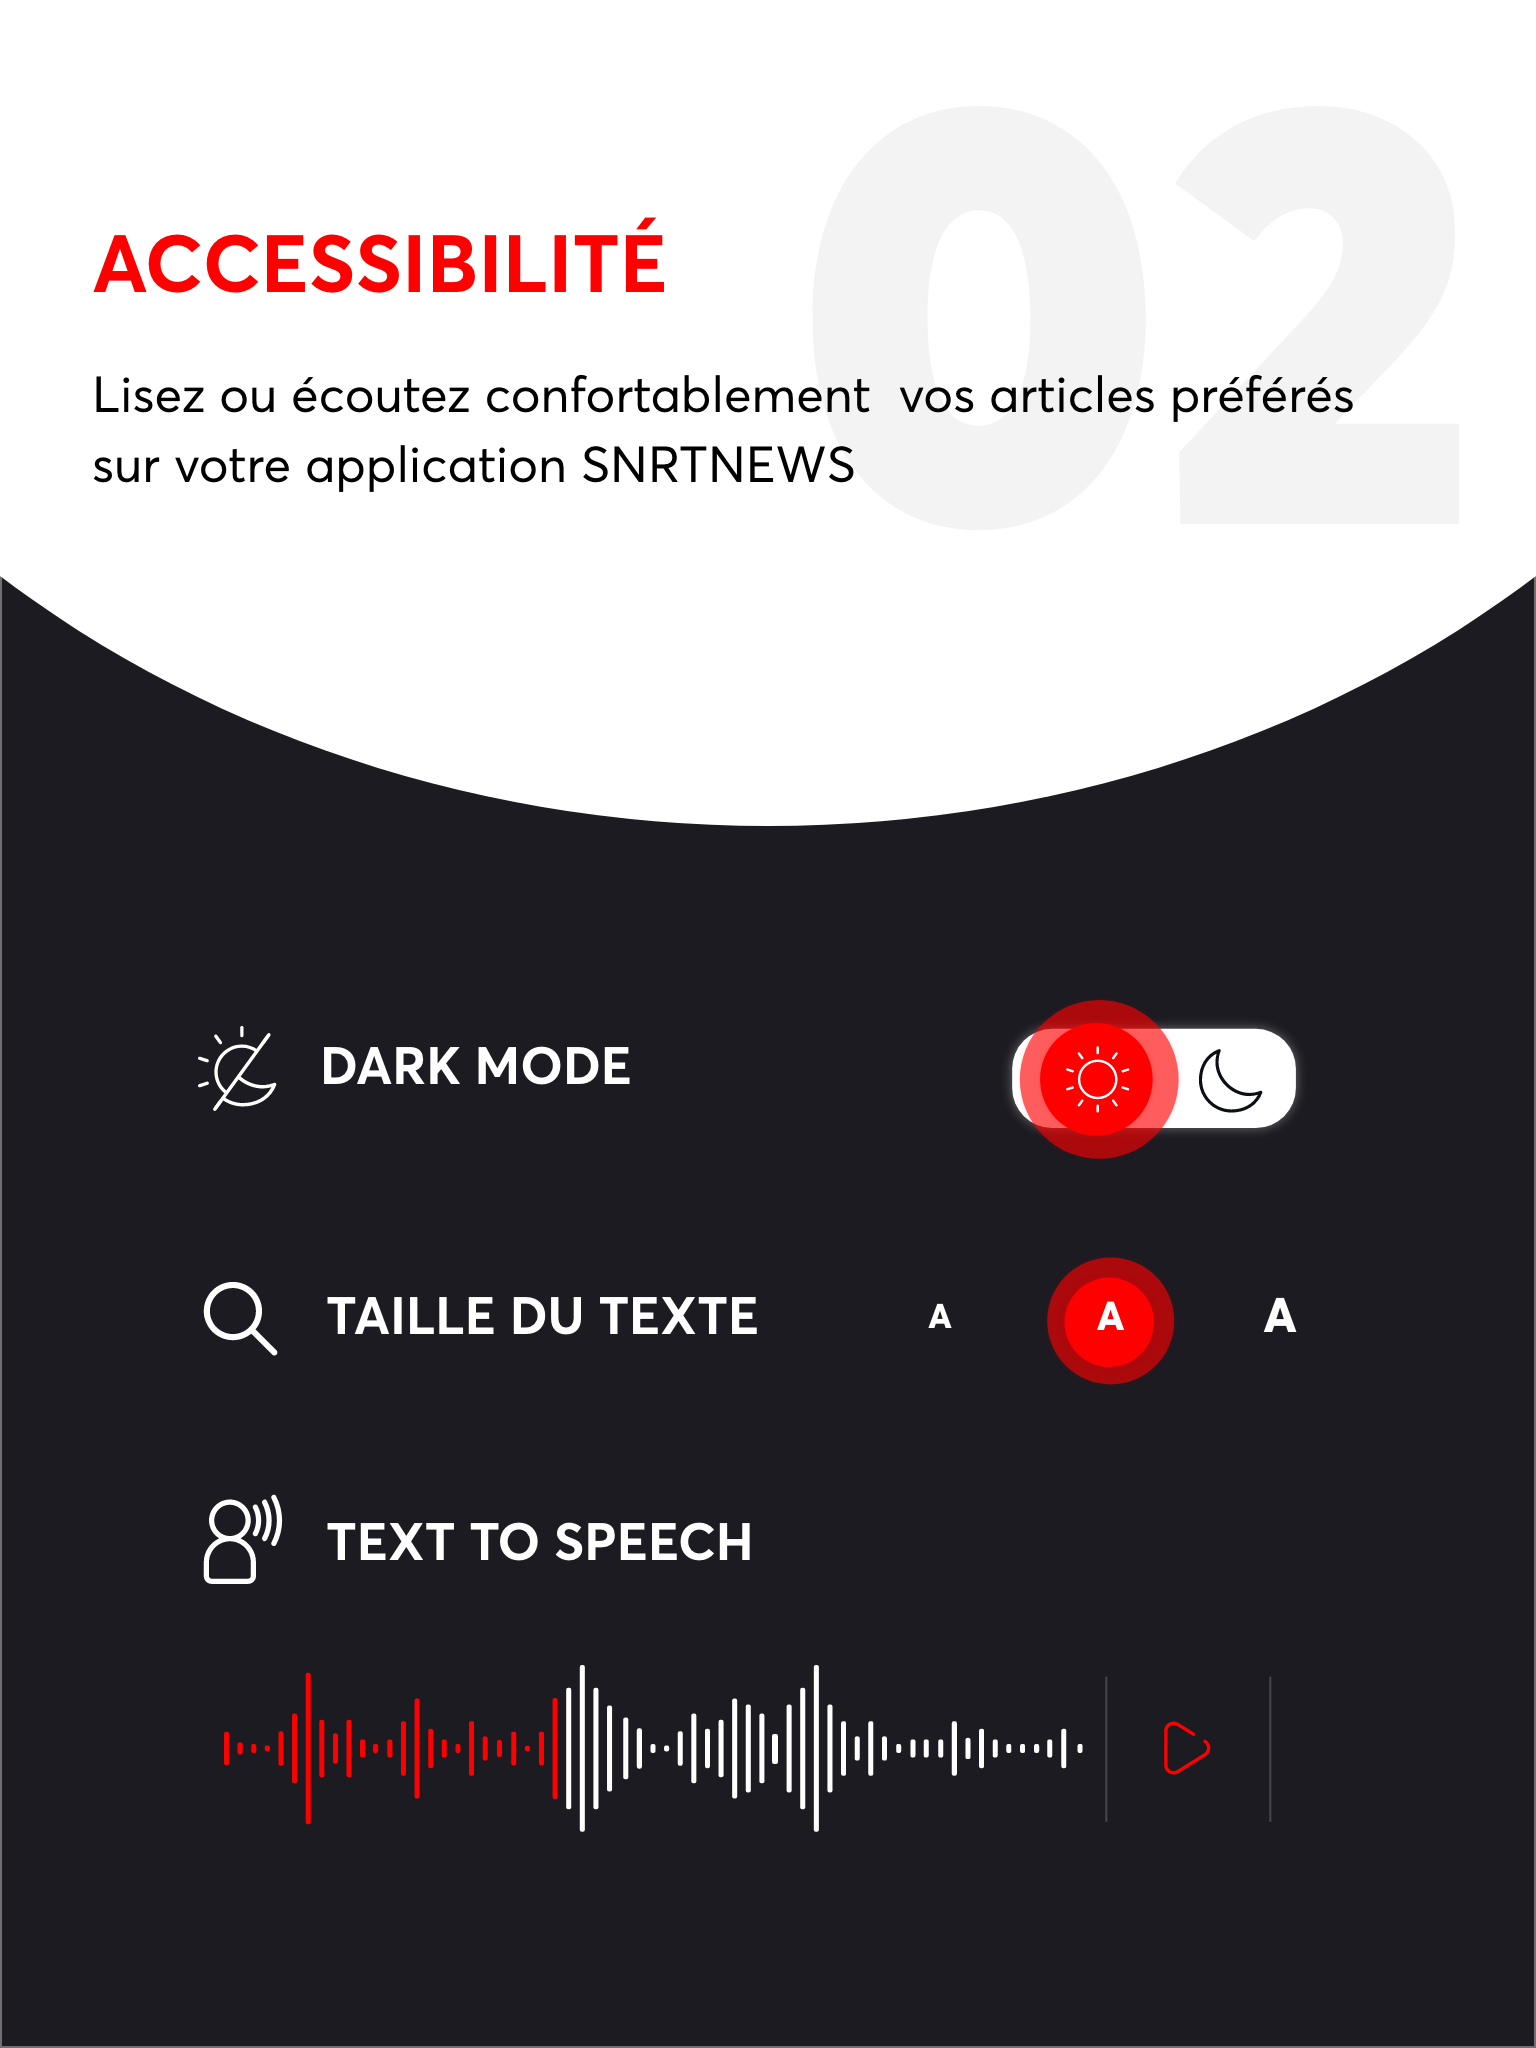 02
ACCESSIBILITÉ
Lisez ou écoutez confortablement  vos articles préférés
sur votre application SNRTNEWS
DARK MODE
TAILLE DU TEXTE A A A
TEXT TO SPEECH